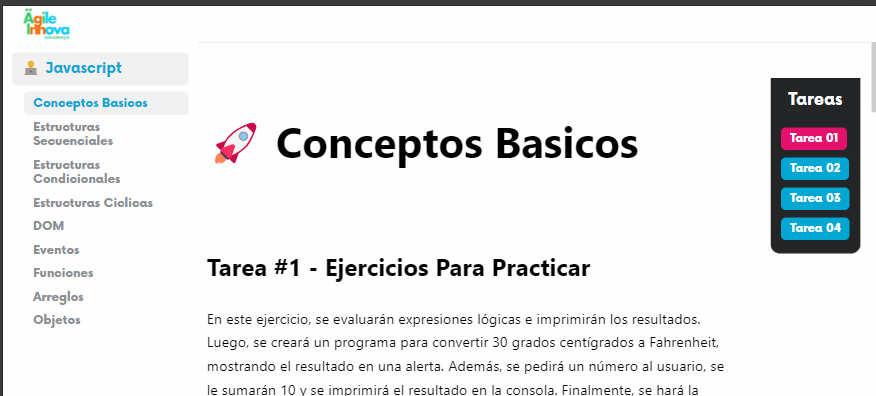 Ägile
Innova
Javascript
Conceptos Basicos
Estructuras
Secuenciales
Estructuras
Condicionales
Estructuras Ciclicas
DOM
Eventos
Funciones
Arreglos
Objetos
Conceptos Basicos
Tarea #1 - Ejercicios Para Practicar
En este ejercicio, se evaluarán expresiones lógicas e imprimirán los resultados.
Luego, se creará un programa para convertir 30 grados centígrados a Fahrenheit,
mostrando el resultado en una alerta. Además, se pedirá un número al usuario, se
le sumarán 10 y se imprimirá el resultado en la consola. Finalmente, se hará la
Tareas
Tarea 01
Tarea 02
Tarea 03
Tarea 04